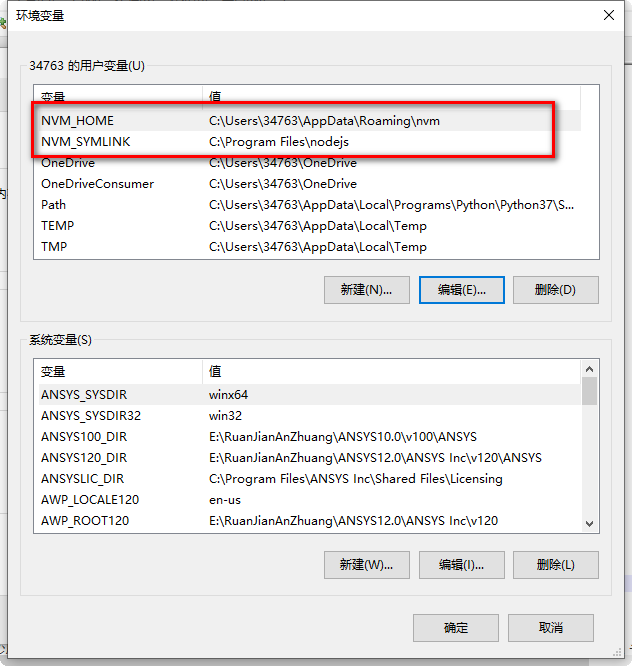 环境变量
34763 的用户变量(U)
变量 值
NVM_HOME C:\Users\34763\AppData\Roaming\nvm
NVM_SYMLINK C:\Program Files\nodejs
OneDrive C:\Users\34763\OneDrive
OneDriveConsumer C:\Users\34763\OneDrive
Path C:\Users\34763\AppData\Local\Programs\Python\Python37\S...
TEMP C:\Users\34763\AppData\Local\Temp
TMP C:\Users\34763\AppData\Local\Temp
新建(N)... 编辑(E)... 删除(D)
系统变量(S)
变量 值
ANSYS_SYSDIR winx64
ANSYS_SYSDIR32 win32
ANSYS100_DIR E:\RuanJianAnZhuang\ANSYS10.0\v100\ANSYS
ANSYS120_DIR E:\RuanJianAnZhuang\ANSYS12.0\ANSYS Inc\v120\ANSYS
ANSYSLIC_DIR C:\Program Files\ANSYS Inc\Shared Files\Licensing
AWP_LOCALE120 en-us
AWP_ROOT120 E:\RuanJianAnZhuang\ANSYS12.0\ANSYS Inc\v120
新建(W)... 编辑(I)... 删除(L)
确定 取消